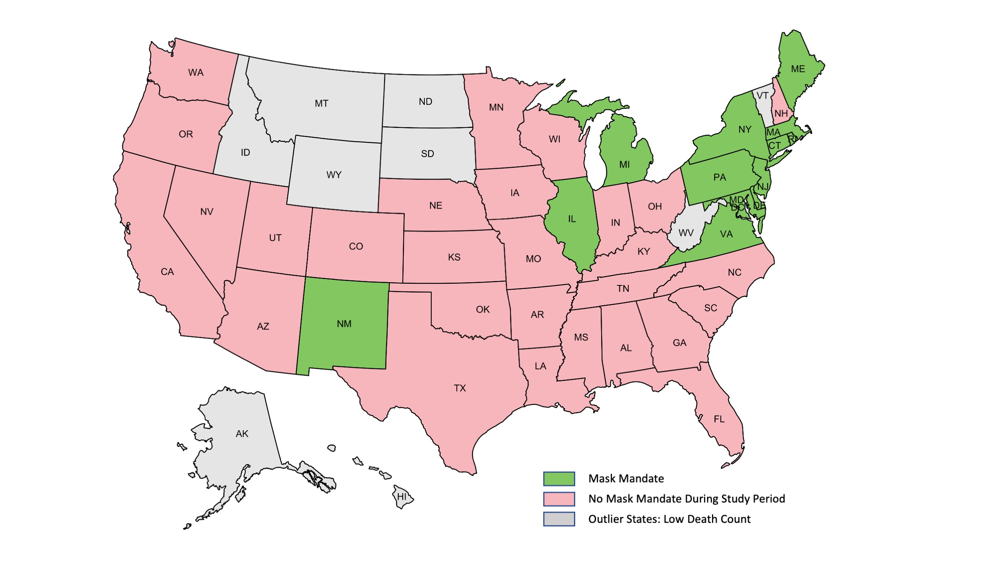 ME
WA
VT
MT
ND
MN
NH
NY
MA
OR
WI
RI
CT
ID
SD
MI
WY
PA
NJ
IA
MD
NE
DE
OH
DC
NV
IL
IN
WV
VA
UT
CO
KY
KS
MO
CA
NC
TN
SC
OK
AR
NM
AZ
MS
GA
AL
LA
TX
FL
AK
HI
Mask Mandate
No Mask Mandate During Study Period
Outlier States: Low Death Count